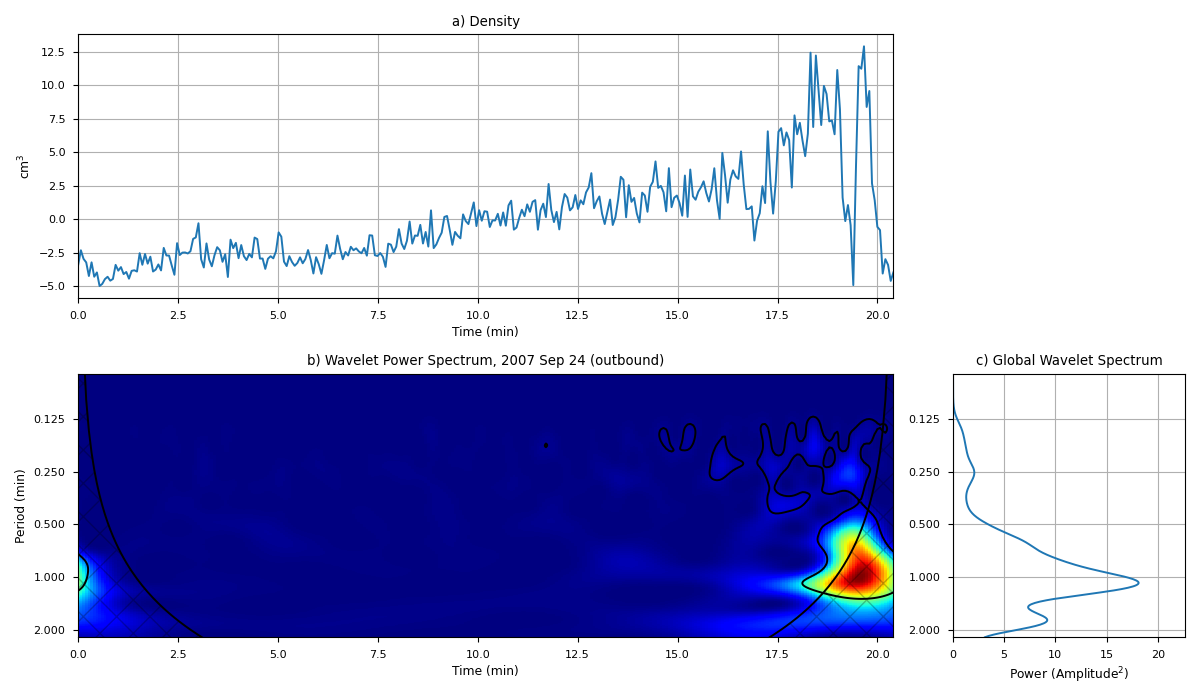 a) Density
12.5
10.0
7.5
5.0
2.5
0.0
−2.5
−5.0
cm³
0.0 2.5 5.0 7.5 10.0 12.5 15.0 17.5 20.0
Time (min)
b) Wavelet Power Spectrum, 2007 Sep 24 (outbound)
0.125
0.250
0.500
1.000
2.000
Period (min)
0.0 2.5 5.0 7.5 10.0 12.5 15.0 17.5 20.0
Time (min)
c) Global Wavelet Spectrum
0.125
0.250
0.500
1.000
2.000
0 5 10 15 20
Power (Amplitude²)